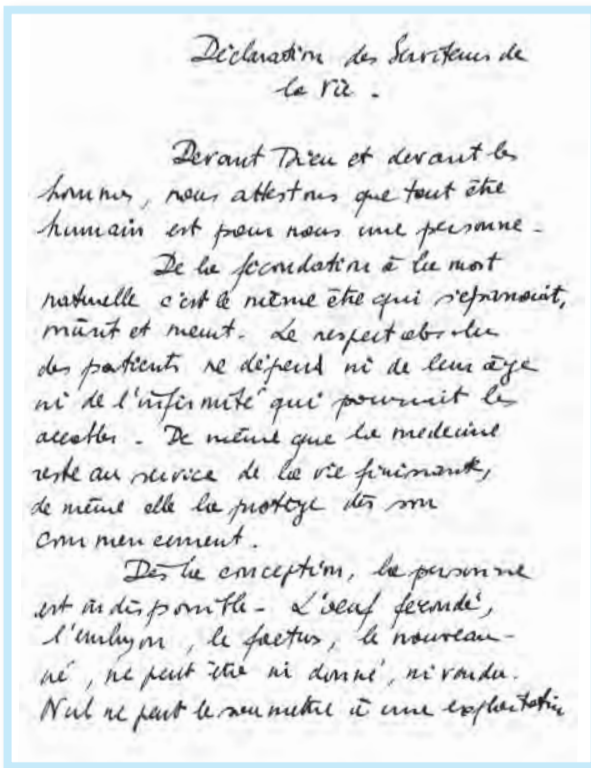 Déclaration des Serviteurs de
la Vie.
Devant Dieu et devant les
hommes, nous attestons que tout être
humain est pour nous une personne.
De la fécondation à la mort
naturelle c'est le même être qui s'épanouit,
mûrit et meurt. Le respect absolu
des patients ne dépend ni de leur âge
ni de l'infirmité qui pourrait les
accabler. De même que la médecine
reste au service de la vie finissante,
de même elle la protège dès son
commencement.
Dès la conception, la personne
est indisponible. L'œuf fécondé,
l'embryon, le fœtus, le nouveau-
né, ne peut être ni donné, ni vendu.
Nul ne peut le soumettre à une exploitation